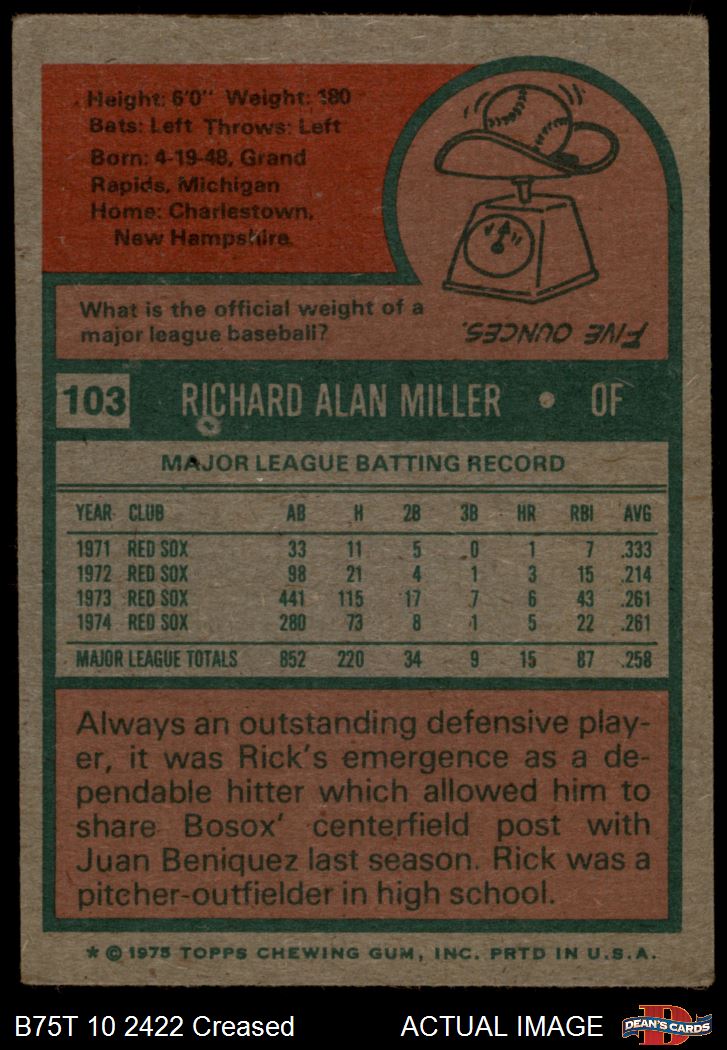 Height: 6'0" Weight: 180
Bats: Left Throws: Left
Born: 4-19-48, Grand
Rapids, Michigan
Home: Charlestown,
New Hampshire
What is the official weight of a
major league baseball?
FIVE OUNCES.
103 RICHARD ALAN MILLER • OF
MAJOR LEAGUE BATTING RECORD
YEAR CLUB AB H 2B 3B HR RBI AVG
1971 RED SOX 33 11 5 0 1 7 .333
1972 RED SOX 98 21 4 1 3 15 .214
1973 RED SOX 441 115 17 7 6 43 .261
1974 RED SOX 280 73 8 1 5 22 .261
MAJOR LEAGUE TOTALS 852 220 34 9 15 87 .258
Always an outstanding defensive play-
er, it was Rick's emergence as a de-
pendable hitter which allowed him to
share Bosox' centerfield post with
Juan Beniquez last season. Rick was a
pitcher-outfielder in high school.
* © 1975 TOPPS CHEWING GUM, INC. PRTD IN U.S.A.
B75T 10 2422 Creased ACTUAL IMAGE DEAN'S CARDS